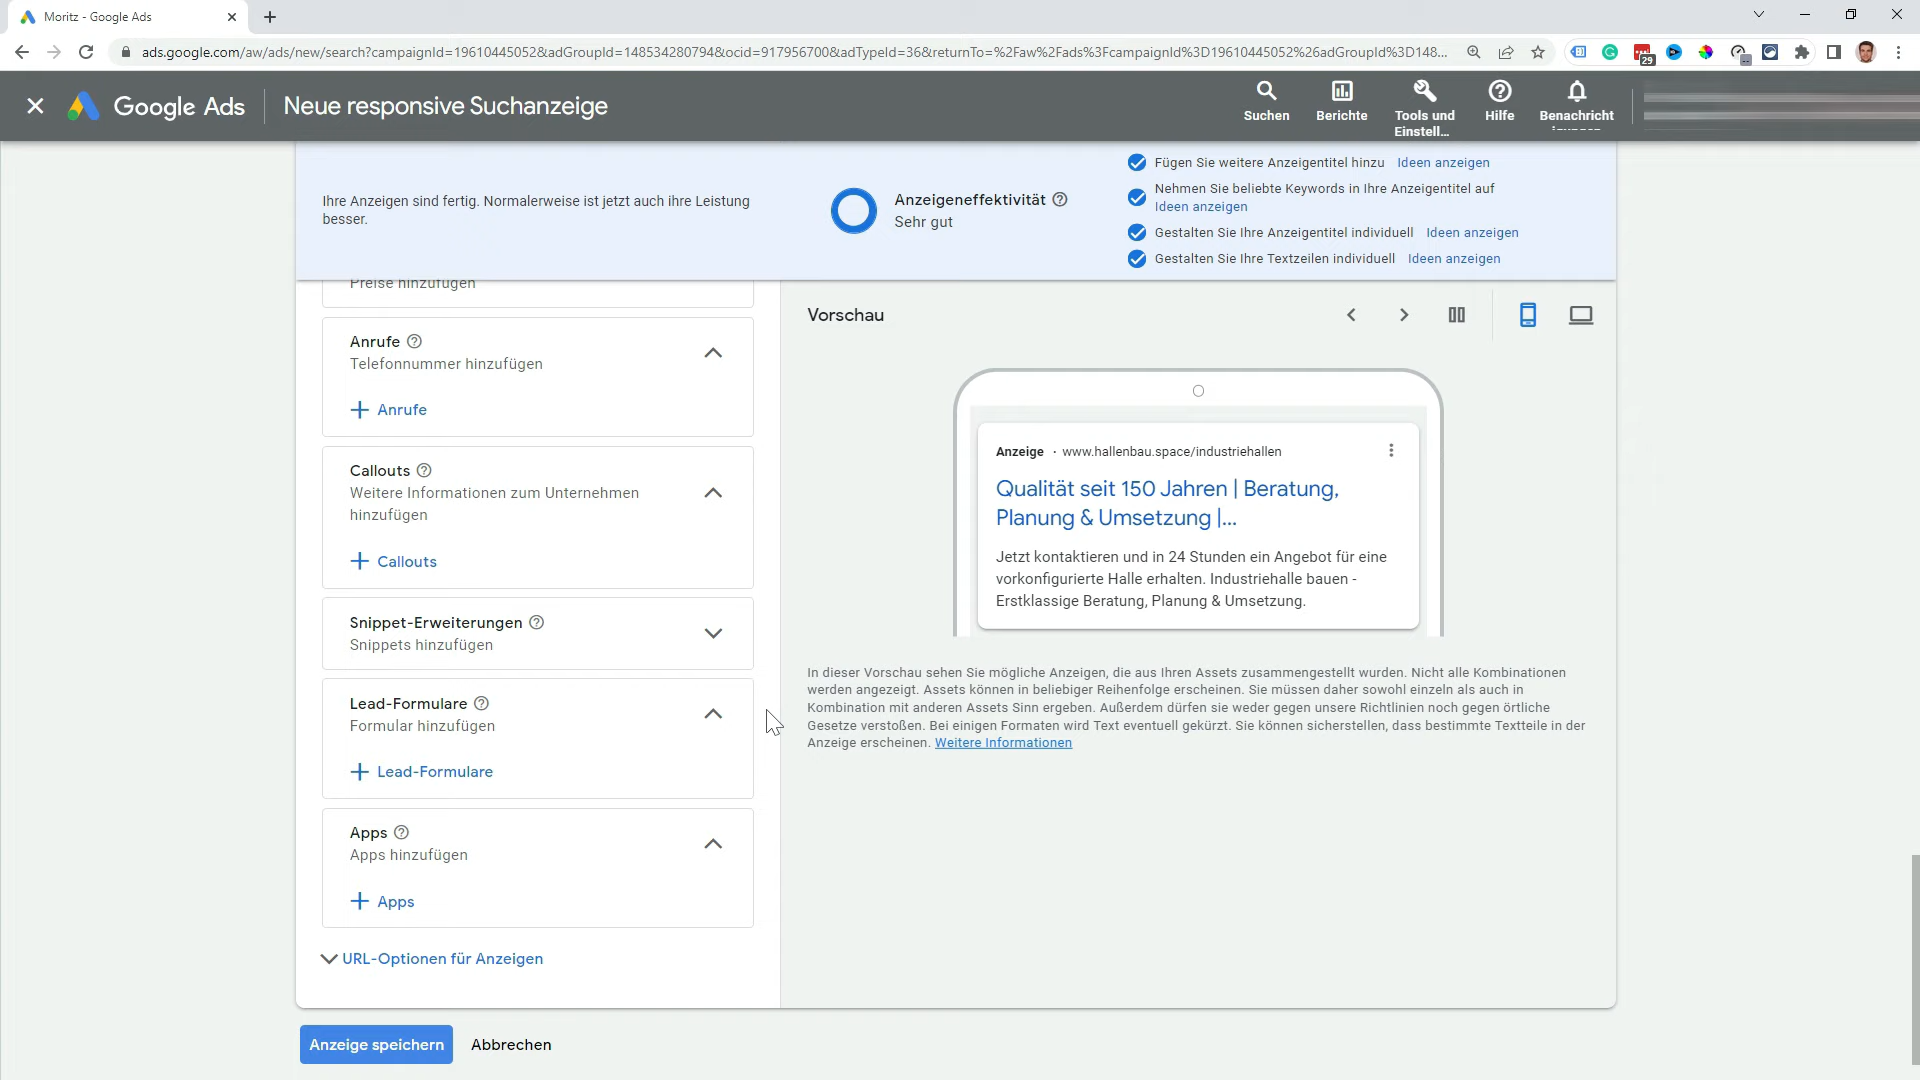 Moritz - Google Ads
ads.google.com/aw/ads/new/search?campaignId=19610445052&adGroupId=148534280794&ocid=917956700&adTypeId=36&returnTo=%2Faw%2Fads%3FcampaignId%3D19610445052%26adGroupId%3D148...
29
Google Ads
Neue responsive Suchanzeige
Suchen
Berichte
Tools und
Einstell...
Hilfe
Benachricht
Ihre Anzeigen sind fertig. Normalerweise ist jetzt auch ihre Leistung
besser.
Anzeigeneffektivität
Sehr gut
Fügen Sie weitere Anzeigentitel hinzu Ideen anzeigen
Nehmen Sie beliebte Keywords in Ihre Anzeigentitel auf
Ideen anzeigen
Gestalten Sie Ihre Anzeigentitel individuell Ideen anzeigen
Gestalten Sie Ihre Textzeilen individuell Ideen anzeigen
Preise hinzufügen
Anrufe
Telefonnummer hinzufügen
+ Anrufe
Callouts
Weitere Informationen zum Unternehmen
hinzufügen
+ Callouts
Snippet-Erweiterungen
Snippets hinzufügen
Lead-Formulare
Formular hinzufügen
+ Lead-Formulare
Apps
Apps hinzufügen
+ Apps
URL-Optionen für Anzeigen
Anzeige speichern
Abbrechen
Vorschau
Anzeige · www.hallenbau.space/industriehallen
Qualität seit 150 Jahren | Beratung,
Planung & Umsetzung |...
Jetzt kontaktieren und in 24 Stunden ein Angebot für eine
vorkonfigurierte Halle erhalten. Industriehalle bauen -
Erstklassige Beratung, Planung & Umsetzung.
In dieser Vorschau sehen Sie mögliche Anzeigen, die aus Ihren Assets zusammengestellt wurden. Nicht alle Kombinationen
werden angezeigt. Assets können in beliebiger Reihenfolge erscheinen. Sie müssen daher sowohl einzeln als auch in
Kombination mit anderen Assets Sinn ergeben. Außerdem dürfen sie weder gegen unsere Richtlinien noch gegen örtliche
Gesetze verstoßen. Bei einigen Formaten wird Text eventuell gekürzt. Sie können sicherstellen, dass bestimmte Textteile in der
Anzeige erscheinen. Weitere Informationen